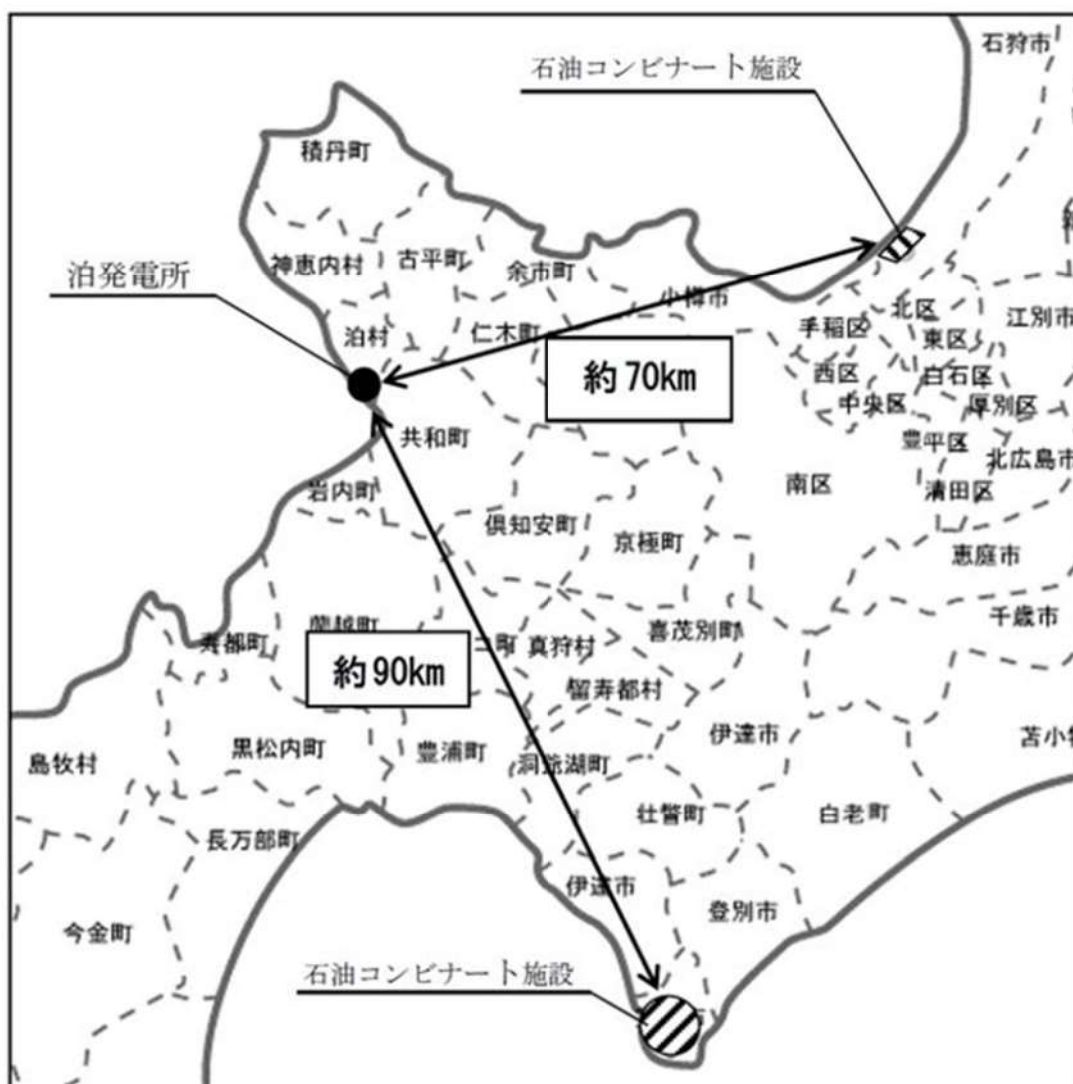 石狩市
石油コンビナート施設
積丹町
神恵内村
古平町
余市町
泊発電所
小樽市
北区
江別市
手稲区
東区
泊村
仁木町
西区
白石区
約70km
中央区
厚別区
共和町
豊平区
北広島市
岩内町
南区
清田区
倶知安町
京極町
恵庭市
千歳市
蘭越町
喜茂別町
寿都町
町
真狩村
約90km
留寿都村
伊達市
苫小牧
黒松内町
豊浦町
洞爺湖町
島牧村
壮瞥町
白老町
長万部町
伊達市
登別市
今金町
石油コンビナート施設